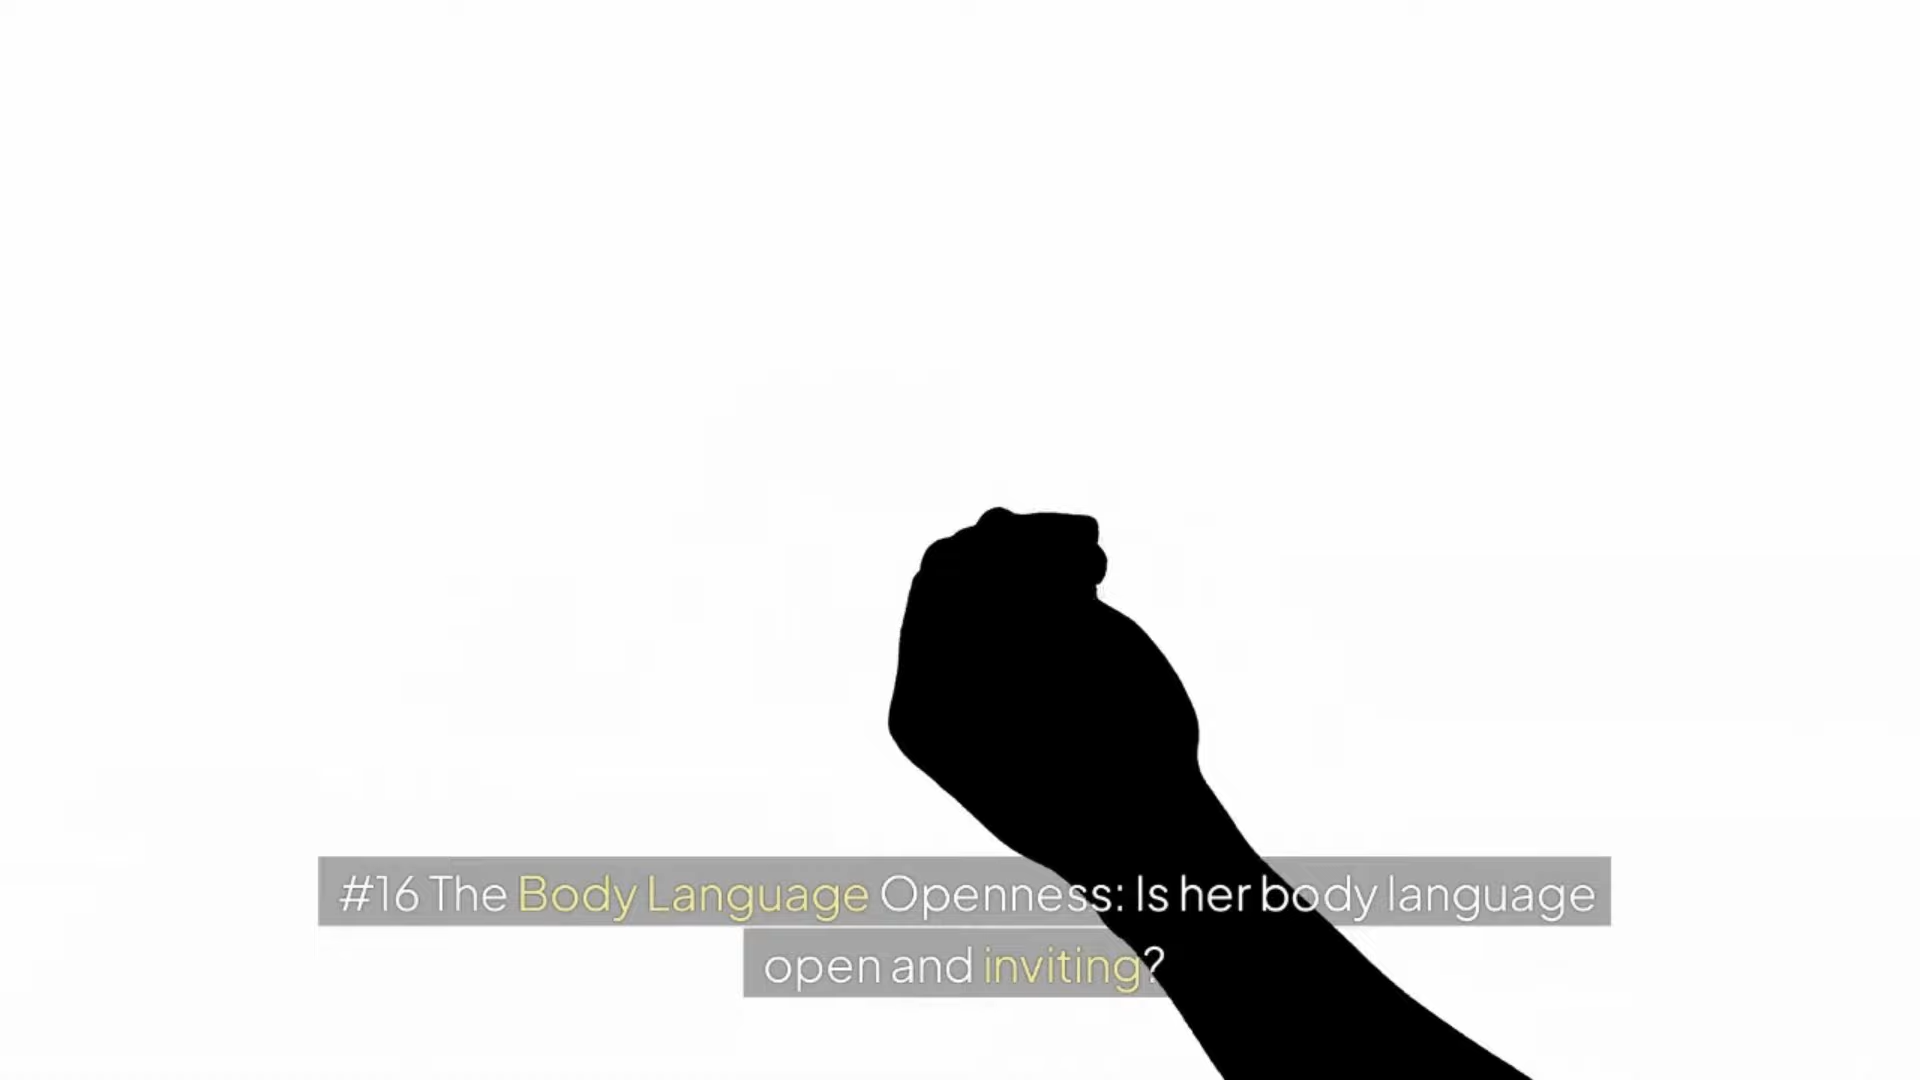 #16 The Body Language Openness: Is her body language
open and inviting?